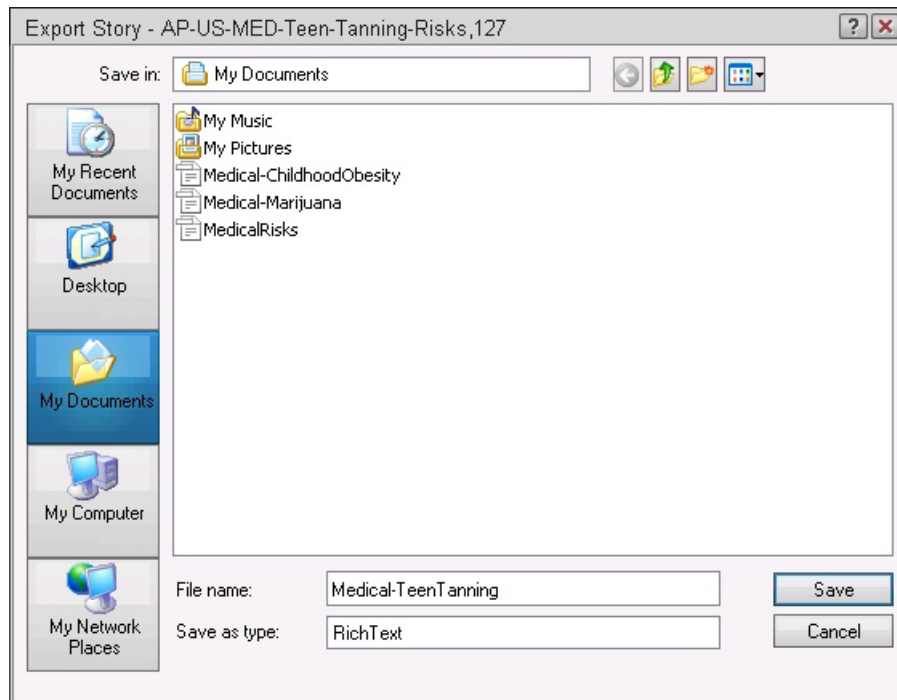 Export Story - AP-US-MED-Teen-Tanning-Risks,127
Save in:
My Documents
My Recent
Documents
Desktop
My Documents
My Computer
My Network
Places
My Music
My Pictures
Medical-ChildhoodObesity
Medical-Marijuana
MedicalRisks
File name:
Medical-TeenTanning
Save
Save as type:
RichText
Cancel